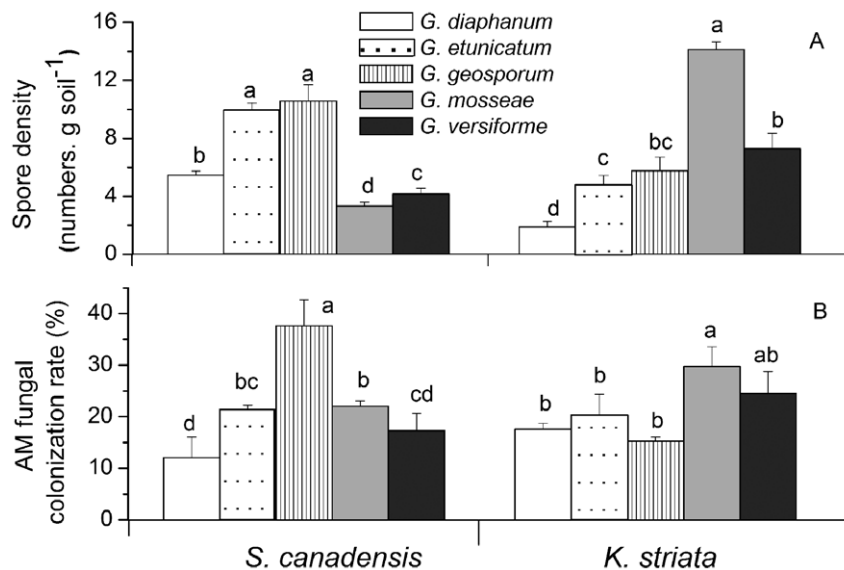 Spore density
(numbers. g soil⁻¹)
16
12
8
4
0
G. diaphanum
G. etunicatum
G. geosporum
G. mosseae
G. versiforme
A
b
a
a
d
c
d
c
bc
a
b
AM fungal
colonization rate (%)
40
30
20
10
0
B
d
bc
a
b
cd
b
b
b
a
ab
S. canadensis
K. striata